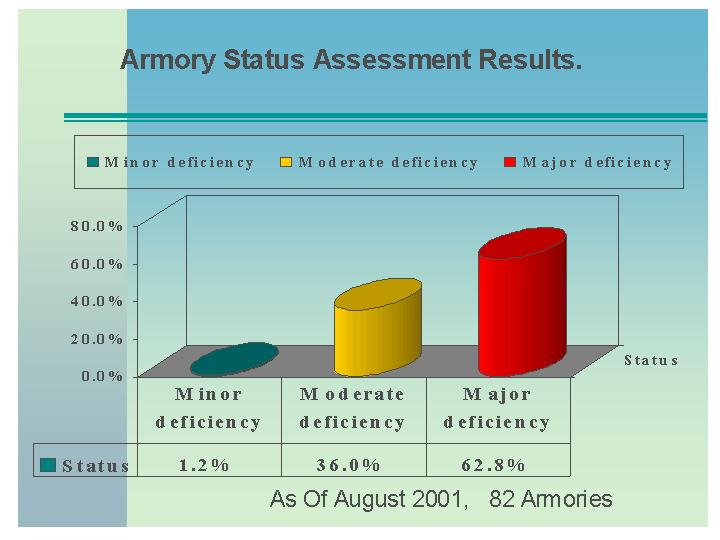 Armory Status Assessment Results.
Minor deficiency Moderate deficiency Major deficiency
80.0%
60.0%
40.0%
20.0%
0.0%
Status
Minor deficiency
Moderate deficiency
Major deficiency
Status 1.2% 36.0% 62.8%
As Of August 2001, 82 Armories